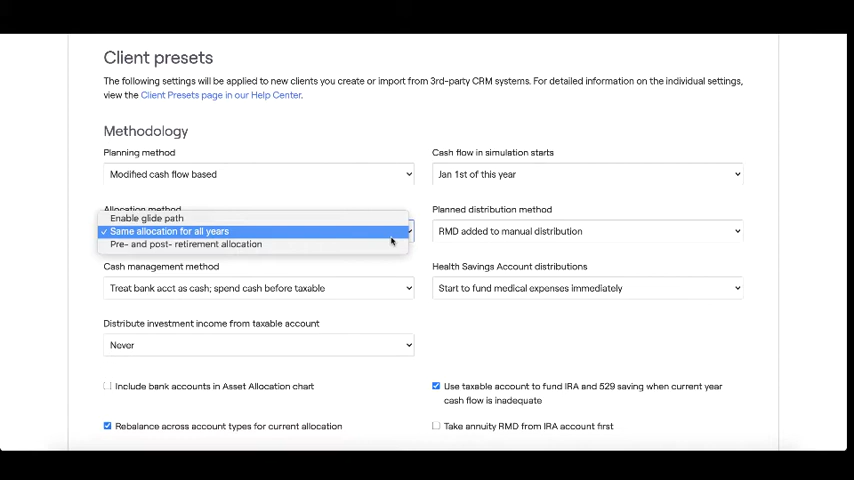 Client presets
The following settings will be applied to new clients you create or import from 3rd-party CRM systems. For detailed information on the individual settings,
view the Client Presets page in our Help Center.
Methodology
Planning method
Cash flow in simulation starts
Modified cash flow based
Jan 1st of this year
Allocation method
Planned distribution method
Enable glide path
✓ Same allocation for all years
RMD added to manual distribution
Pre- and post- retirement allocation
Cash management method
Health Savings Account distributions
Treat bank acct as cash; spend cash before taxable
Start to fund medical expenses immediately
Distribute investment income from taxable account
Never
Include bank accounts in Asset Allocation chart
Use taxable account to fund IRA and 529 saving when current year
cash flow is inadequate
Rebalance across account types for current allocation
Take annuity RMD from IRA account first